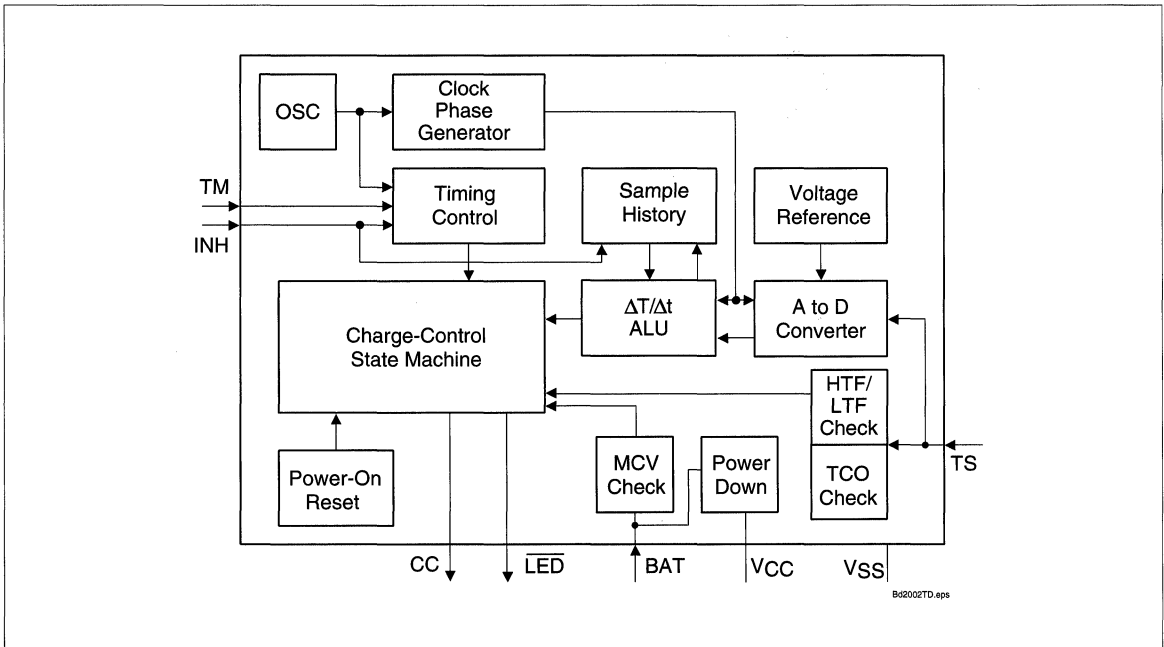 OSC
Clock
Phase
Generator
TM
INH
Timing
Control
Sample
History
Voltage
Reference
Charge-Control
State Machine
ΔT/Δt
ALU
A to D
Converter
HTF/
LTF
Check
TCO
Check
TS
Power-On
Reset
MCV
Check
Power
Down
CC
LED
BAT
VCC
VSS
Bd2002TD.eps